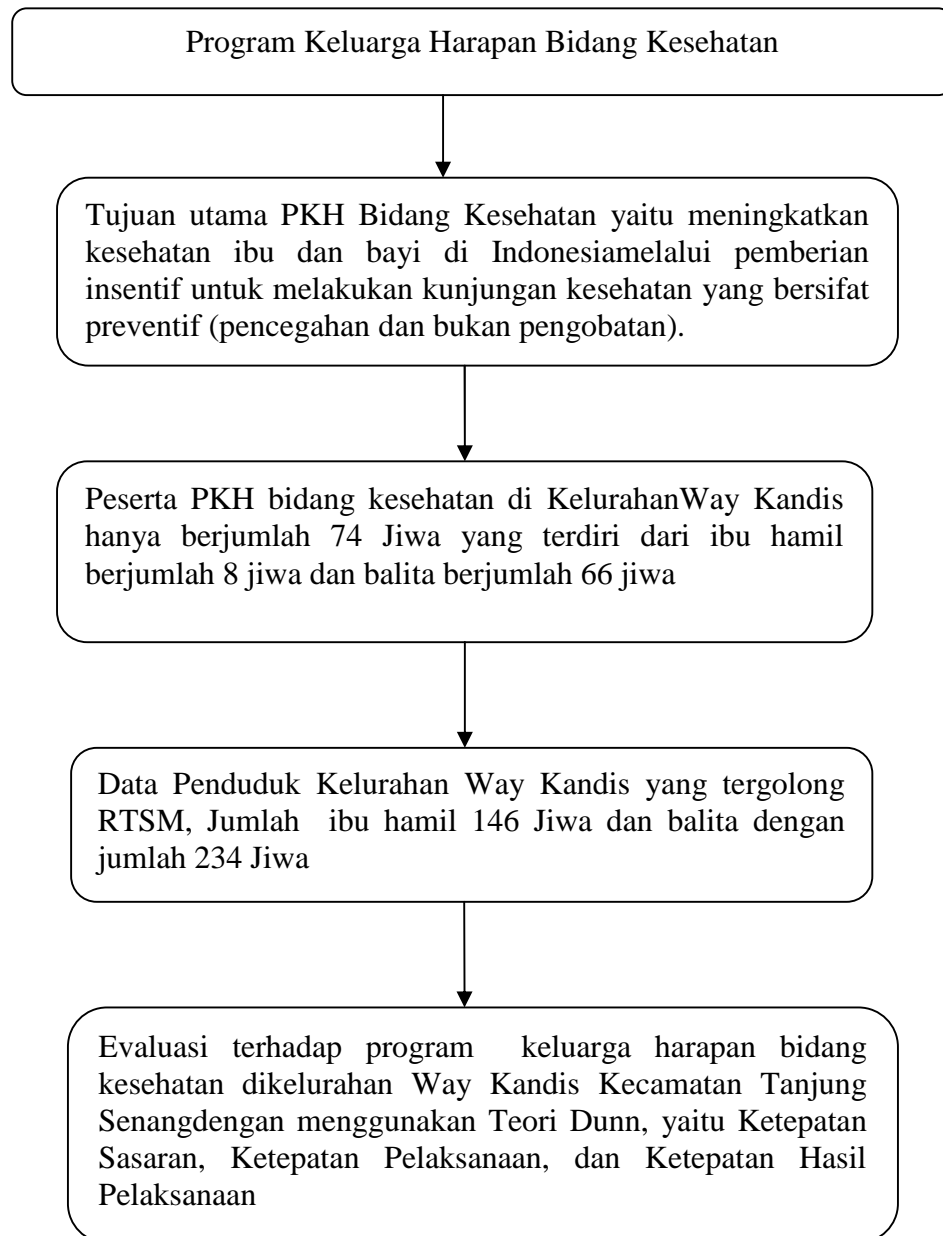 Program Keluarga Harapan Bidang Kesehatan
Tujuan utama PKH Bidang Kesehatan yaitu meningkatkan
kesehatan ibu dan bayi di Indonesiamelalui pemberian
insentif untuk melakukan kunjungan kesehatan yang bersifat
preventif (pencegahan dan bukan pengobatan).
Peserta PKH bidang kesehatan di KelurahanWay Kandis
hanya berjumlah 74 Jiwa yang terdiri dari ibu hamil
berjumlah 8 jiwa dan balita berjumlah 66 jiwa
Data Penduduk Kelurahan Way Kandis yang tergolong
RTSM, Jumlah ibu hamil 146 Jiwa dan balita dengan
jumlah 234 Jiwa
Evaluasi terhadap program keluarga harapan bidang
kesehatan dikelurahan Way Kandis Kecamatan Tanjung
Senangdengan menggunakan Teori Dunn, yaitu Ketepatan
Sasaran, Ketepatan Pelaksanaan, dan Ketepatan Hasil
Pelaksanaan